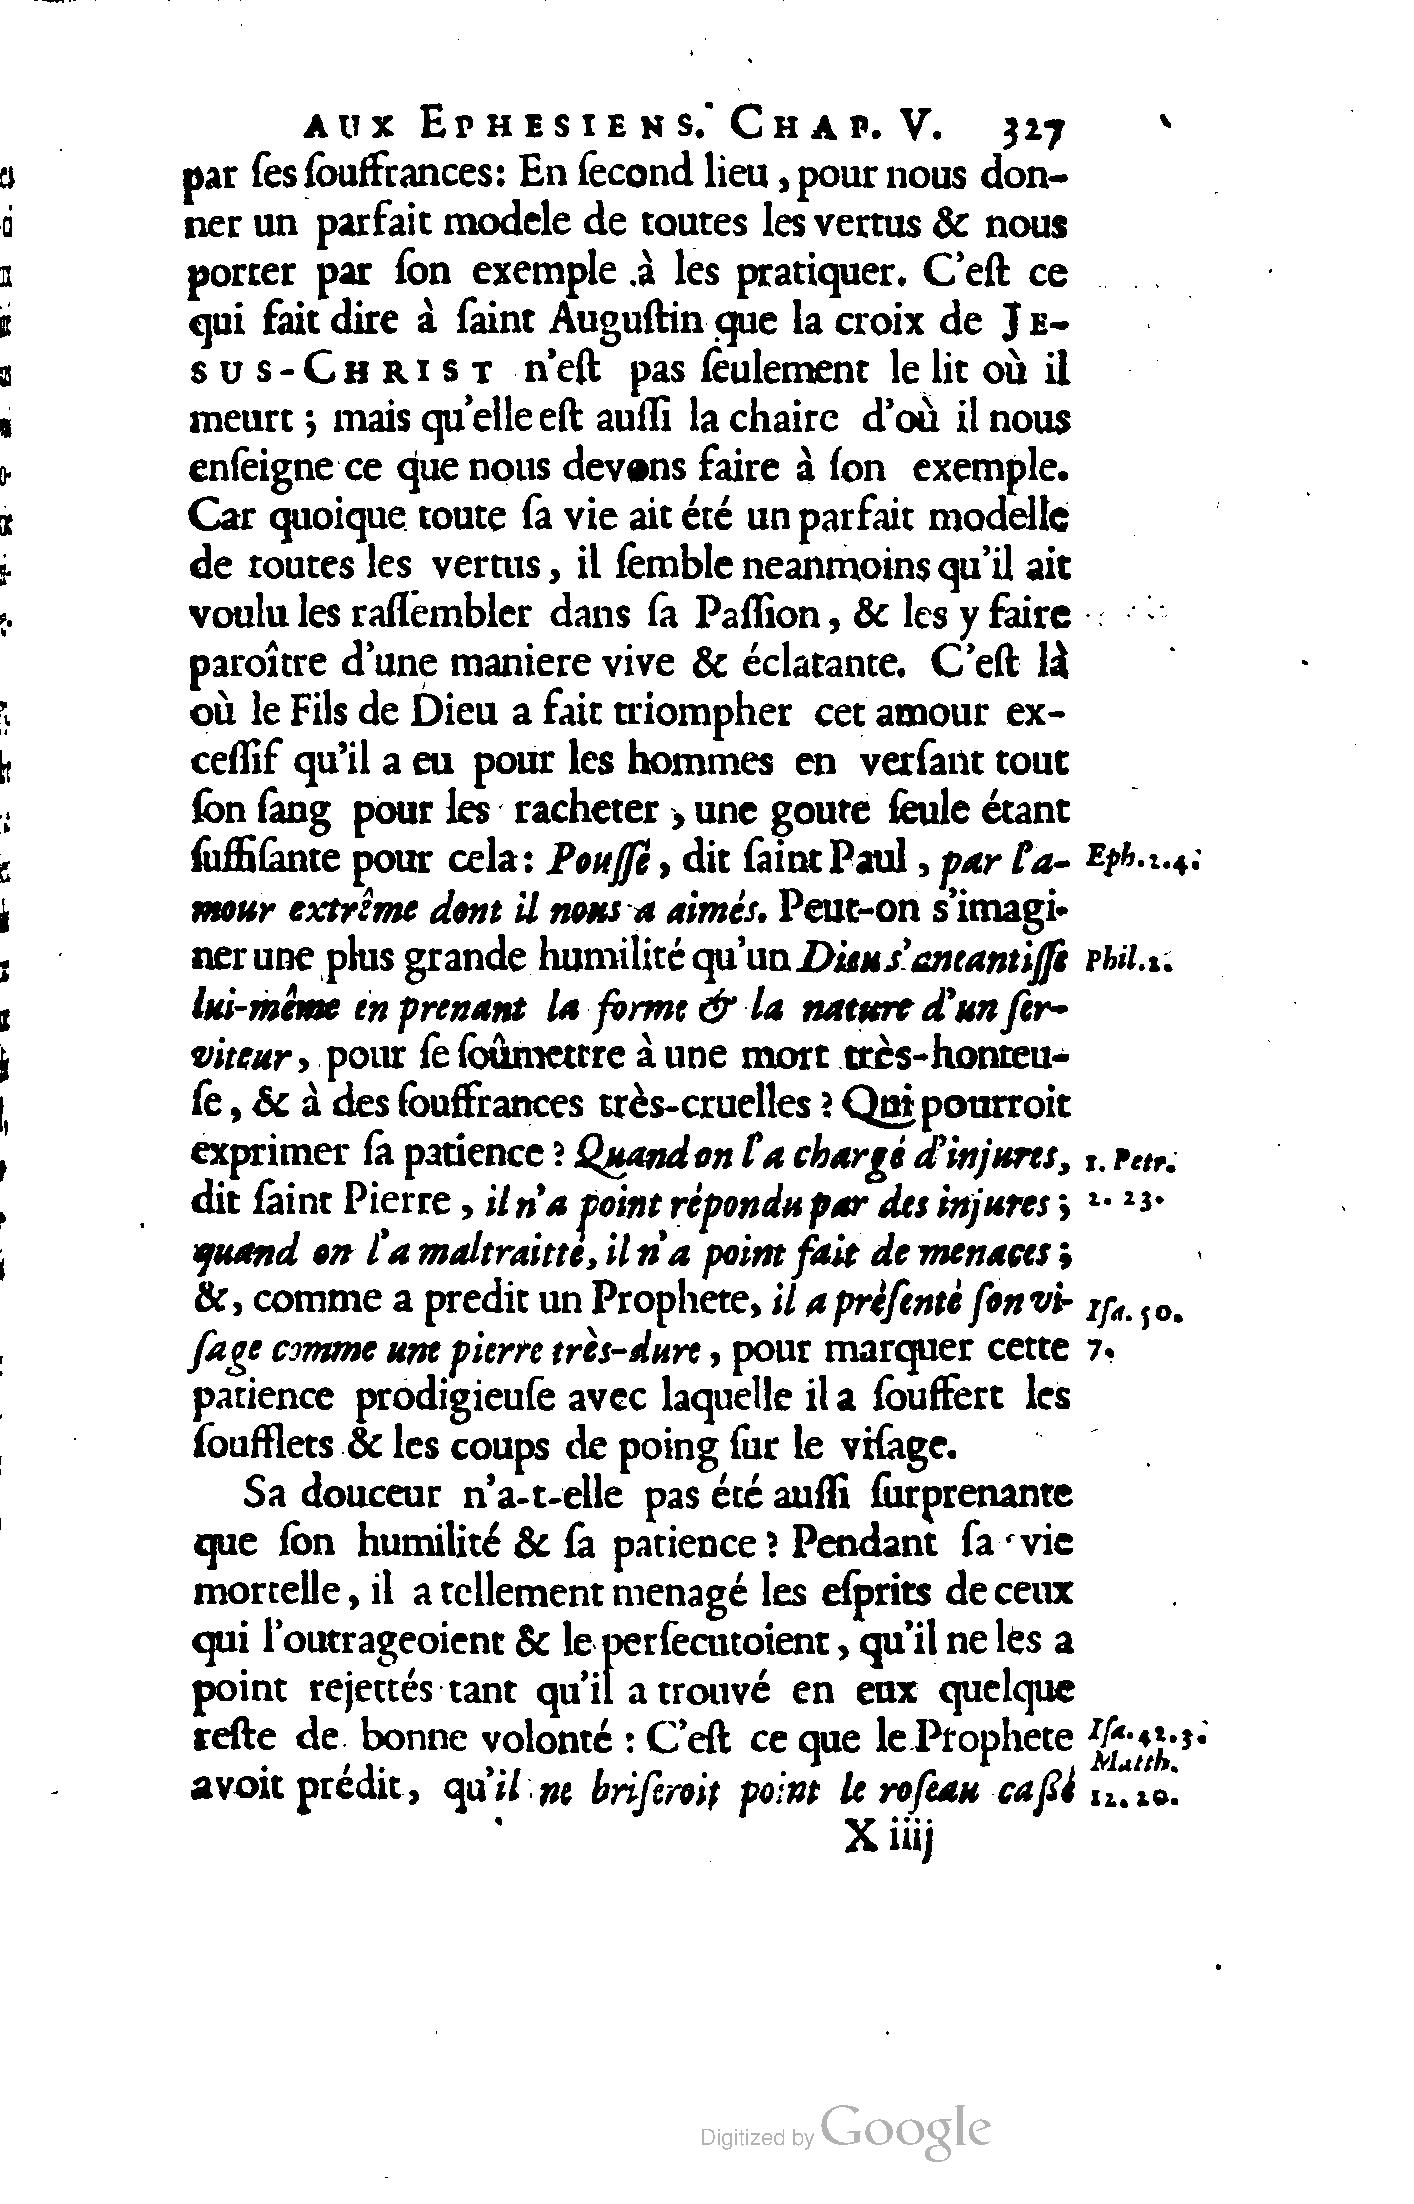 AUX EPHESIENS. CHAP. V. 327
par ſes ſouffrances: En ſecond lieu, pour nous don-
ner un parfait modele de toutes les vertus & nous
porter par ſon exemple à les pratiquer. C'eſt ce
qui fait dire à ſaint Auguſtin que la croix de JE-
SUS-CHRIST n'eſt pas ſeulement le lit où il
meurt; mais qu'elle eſt auſſi la chaire d'où il nous
enſeigne ce que nous devons faire à ſon exemple.
Car quoique toute ſa vie ait été un parfait modelle
de toutes les vertus, il ſemble neanmoins qu'il ait
voulu les raſſembler dans ſa Paſſion, & les y faire
paroître d'une maniere vive & éclatante. C'eſt là
où le Fils de Dieu a fait triompher cet amour ex-
ceſſif qu'il a eu pour les hommes en verſant tout
ſon ſang pour les racheter, une goute ſeule étant
ſuffiſante pour cela: Pouſſé, dit ſaint Paul, par l'a- Eph. 2. 4.
mour extrême dont il nous a aimés. Peut-on s'imagi-
ner une plus grande humilité qu'un Dieu s'aneantiſſe Phil. 2.
lui-même en prenant la forme & la nature d'un ſer-
viteur, pour ſe ſoûmettre à une mort très-honteu-
ſe, & à des ſouffrances très-cruelles? Qui pourroit
exprimer ſa patience? Quand on l'a chargé d'injures, 1. Petr.
dit ſaint Pierre, il n'a point répondu par des injures; 2. 23.
quand on l'a maltraitté, il n'a point fait de menaces;
&, comme a predit un Prophete, il a préſenté ſon vi- Iſa. 50.
ſage comme une pierre très-dure, pour marquer cette 7.
patience prodigieuſe avec laquelle il a ſouffert les
ſoufflets & les coups de poing ſur le viſage.
Sa douceur n'a-t-elle pas été auſſi ſurprenante
que ſon humilité & ſa patience? Pendant ſa vie
mortelle, il a tellement menagé les eſprits de ceux
qui l'outrageoient & le perſecutoient, qu'il ne les a
point rejettés tant qu'il a trouvé en eux quelque
reſte de bonne volonté: C'eſt ce que le Prophete Iſa. 42. 3.
Matth.
avoit prédit, qu'il ne briſeroit point le roſeau caßé 12. 20.
X iiij
Digitized by Google